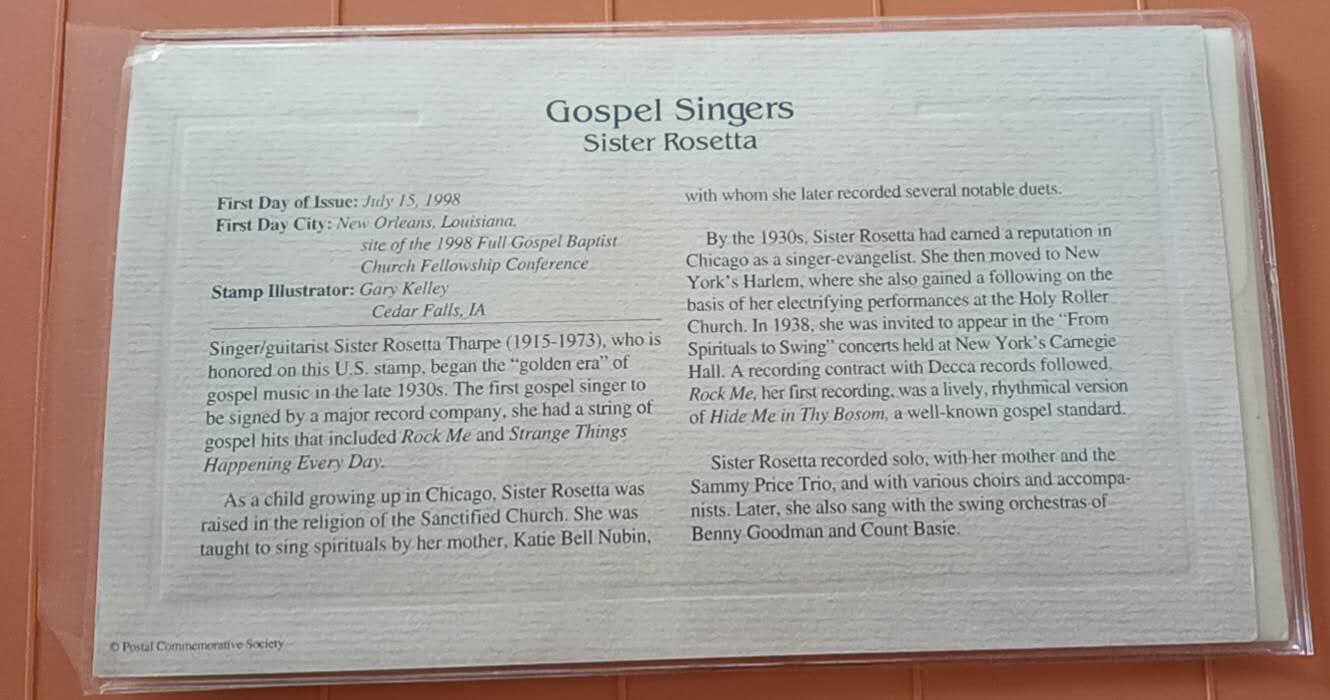 Gospel Singers
Sister Rosetta
First Day of Issue: July 15, 1998
First Day City: New Orleans, Louisiana,
site of the 1998 Full Gospel Baptist
Church Fellowship Conference
Stamp Illustrator: Gary Kelley
Cedar Falls, IA
Singer/guitarist Sister Rosetta Tharpe (1915-1973), who is
honored on this U.S. stamp, began the “golden era” of
gospel music in the late 1930s. The first gospel singer to
be signed by a major record company, she had a string of
gospel hits that included Rock Me and Strange Things
Happening Every Day.
As a child growing up in Chicago, Sister Rosetta was
raised in the religion of the Sanctified Church. She was
taught to sing spirituals by her mother, Katie Bell Nubin,
with whom she later recorded several notable duets.
By the 1930s, Sister Rosetta had earned a reputation in
Chicago as a singer-evangelist. She then moved to New
York’s Harlem, where she also gained a following on the
basis of her electrifying performances at the Holy Roller
Church. In 1938, she was invited to appear in the “From
Spirituals to Swing” concerts held at New York’s Carnegie
Hall. A recording contract with Decca records followed.
Rock Me, her first recording, was a lively, rhythmical version
of Hide Me in Thy Bosom, a well-known gospel standard.
Sister Rosetta recorded solo, with her mother and the
Sammy Price Trio, and with various choirs and accompa-
nists. Later, she also sang with the swing orchestras of
Benny Goodman and Count Basie.
© Postal Commemorative Society